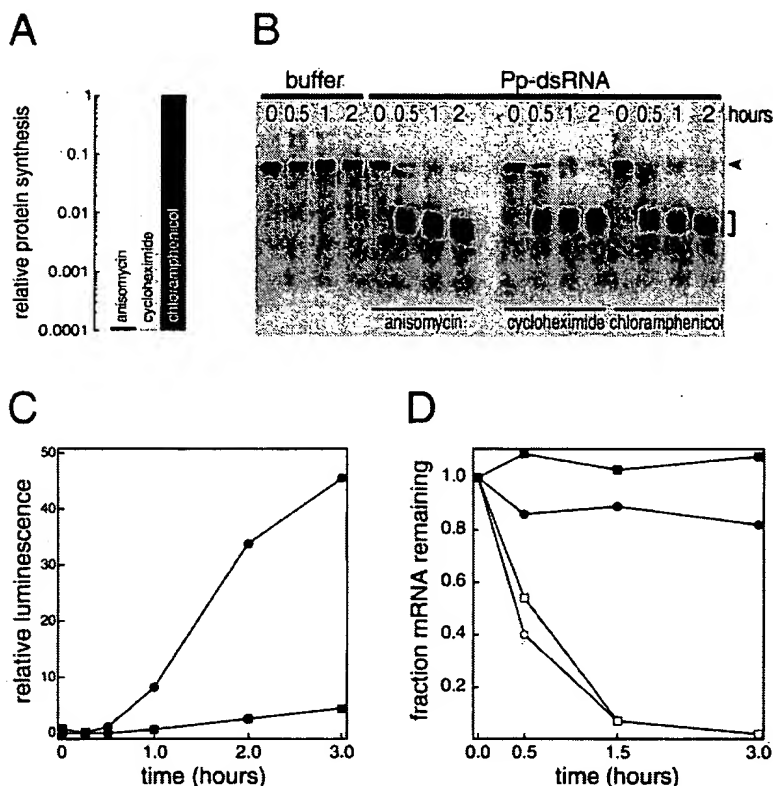 A
relative protein synthesis
1
0.1
0.01
0.001
0.0001
anisomycin
cycloheximide
chloramphenicol
B
buffer Pp-dsRNA
0 0.5 1 2 0 0.5 1 2 0 0.5 1 2 0 0.5 1 2 hours
anisomycin cycloheximide chloramphenicol
C
relative luminescence
50
40
30
20
10
0
0 1.0 2.0 3.0
time (hours)
D
fraction mRNA remaining
1.0
0.8
0.6
0.4
0.2
0.0 0.5 1.5 3.0
time (hours)